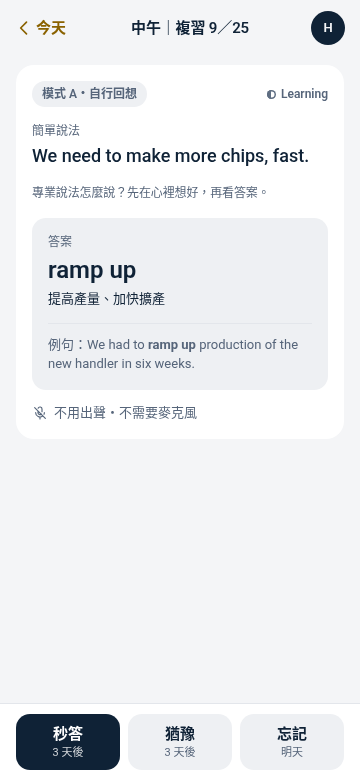 今天
中午｜複習 9／25
H
模式 A・自行回想
Learning
簡單說法
We need to make more chips, fast.
專業說法怎麼說？先在心裡想好，再看答案。
答案
ramp up
提高產量、加快擴產
例句：We had to ramp up production of the
new handler in six weeks.
不用出聲・不需要麥克風
秒答
3 天後
猶豫
3 天後
忘記
明天